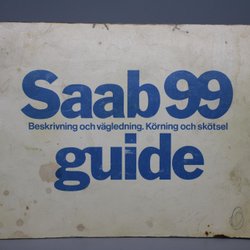 Saab 99
Beskrivning och vägledning. Körning och skötsel
guide